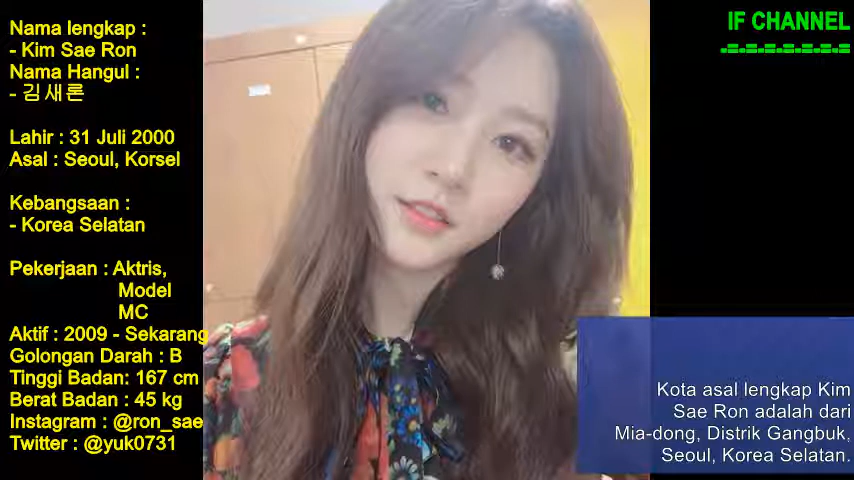 Nama lengkap :
- Kim Sae Ron
Nama Hangul :
- 김새론
Lahir : 31 Juli 2000
Asal : Seoul, Korsel
Kebangsaan :
- Korea Selatan
Pekerjaan : Aktris,
Model
MC
Aktif : 2009 - Sekarang
Golongan Darah : B
Tinggi Badan: 167 cm
Berat Badan : 45 kg
Instagram : @ron_sae
Twitter : @yuk0731
IF CHANNEL
-=-=-=-=-=-=-=
Kota asal lengkap Kim
Sae Ron adalah dari
Mia-dong, Distrik Gangbuk,
Seoul, Korea Selatan.